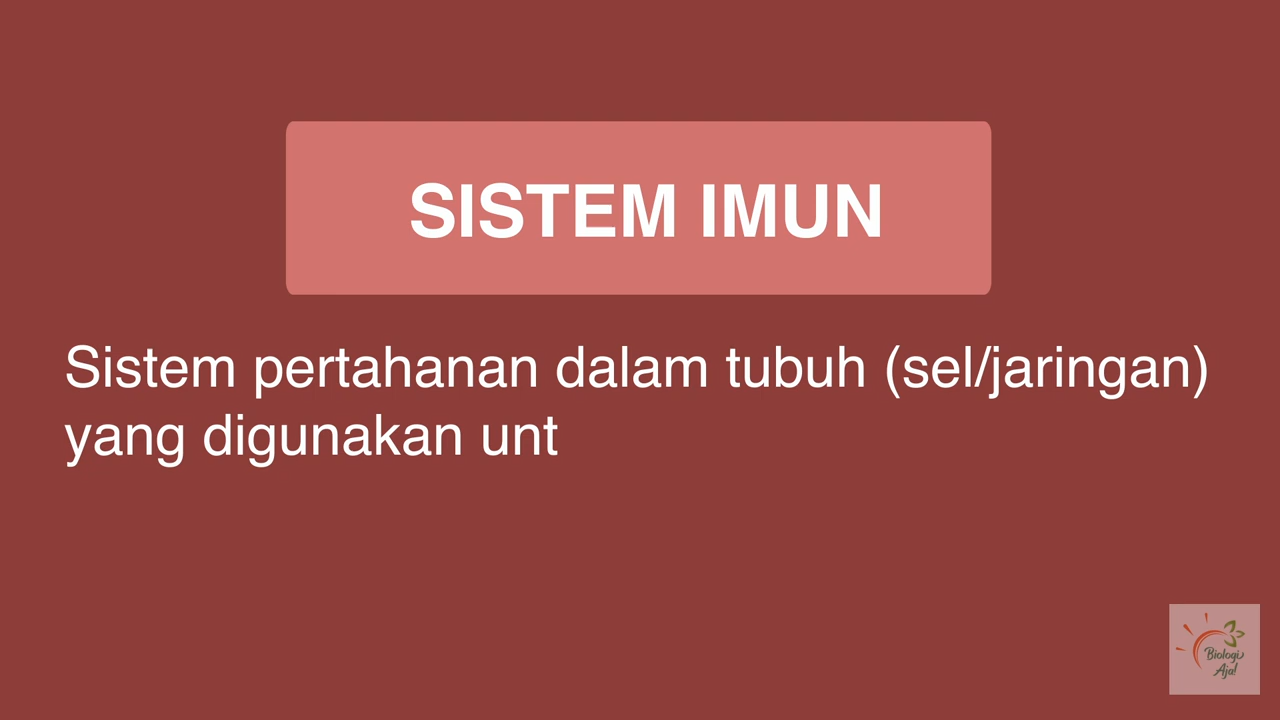 SISTEM IMUN
Sistem pertahanan dalam tubuh (sel/jaringan)
yang digunakan unt
Biologi
Aja!